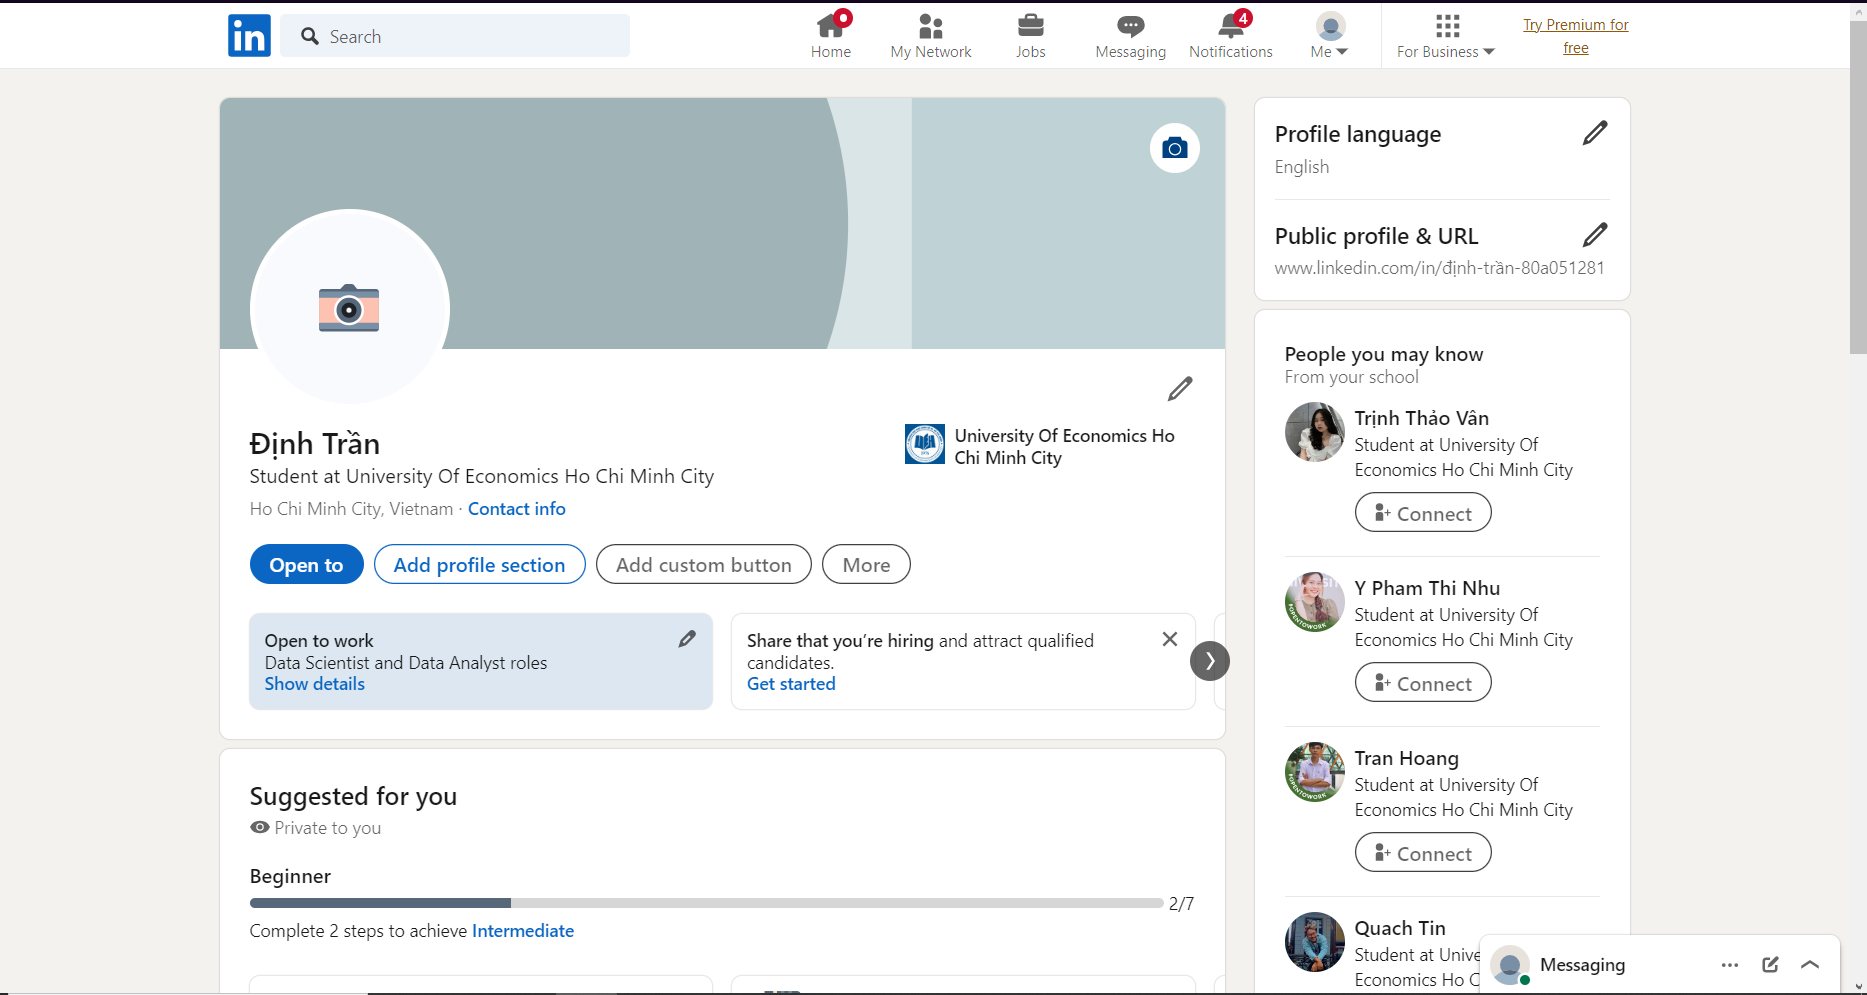 in
Search
Home
My Network
Jobs
Messaging
4
Notifications
Me
For Business
Try Premium for
free
Định Trần
Student at University Of Economics Ho Chi Minh City
Ho Chi Minh City, Vietnam · Contact info
University Of Economics Ho
Chi Minh City
Open to
Add profile section
Add custom button
More
Open to work
Data Scientist and Data Analyst roles
Show details
Share that you’re hiring and attract qualified
candidates.
Get started
Suggested for you
Private to you
Beginner
2/7
Complete 2 steps to achieve Intermediate
Profile language
English
Public profile & URL
www.linkedin.com/in/định-trần-80a051281
People you may know
From your school
Trịnh Thảo Vân
Student at University Of
Economics Ho Chi Minh City
Connect
Y Pham Thi Nhu
Student at University Of
Economics Ho Chi Minh City
#OPENTOWORK
Connect
Tran Hoang
Student at University Of
Economics Ho Chi Minh City
#OPENTOWORK
Connect
Quach Tin
Student at Unive
Economics Ho C
Messaging